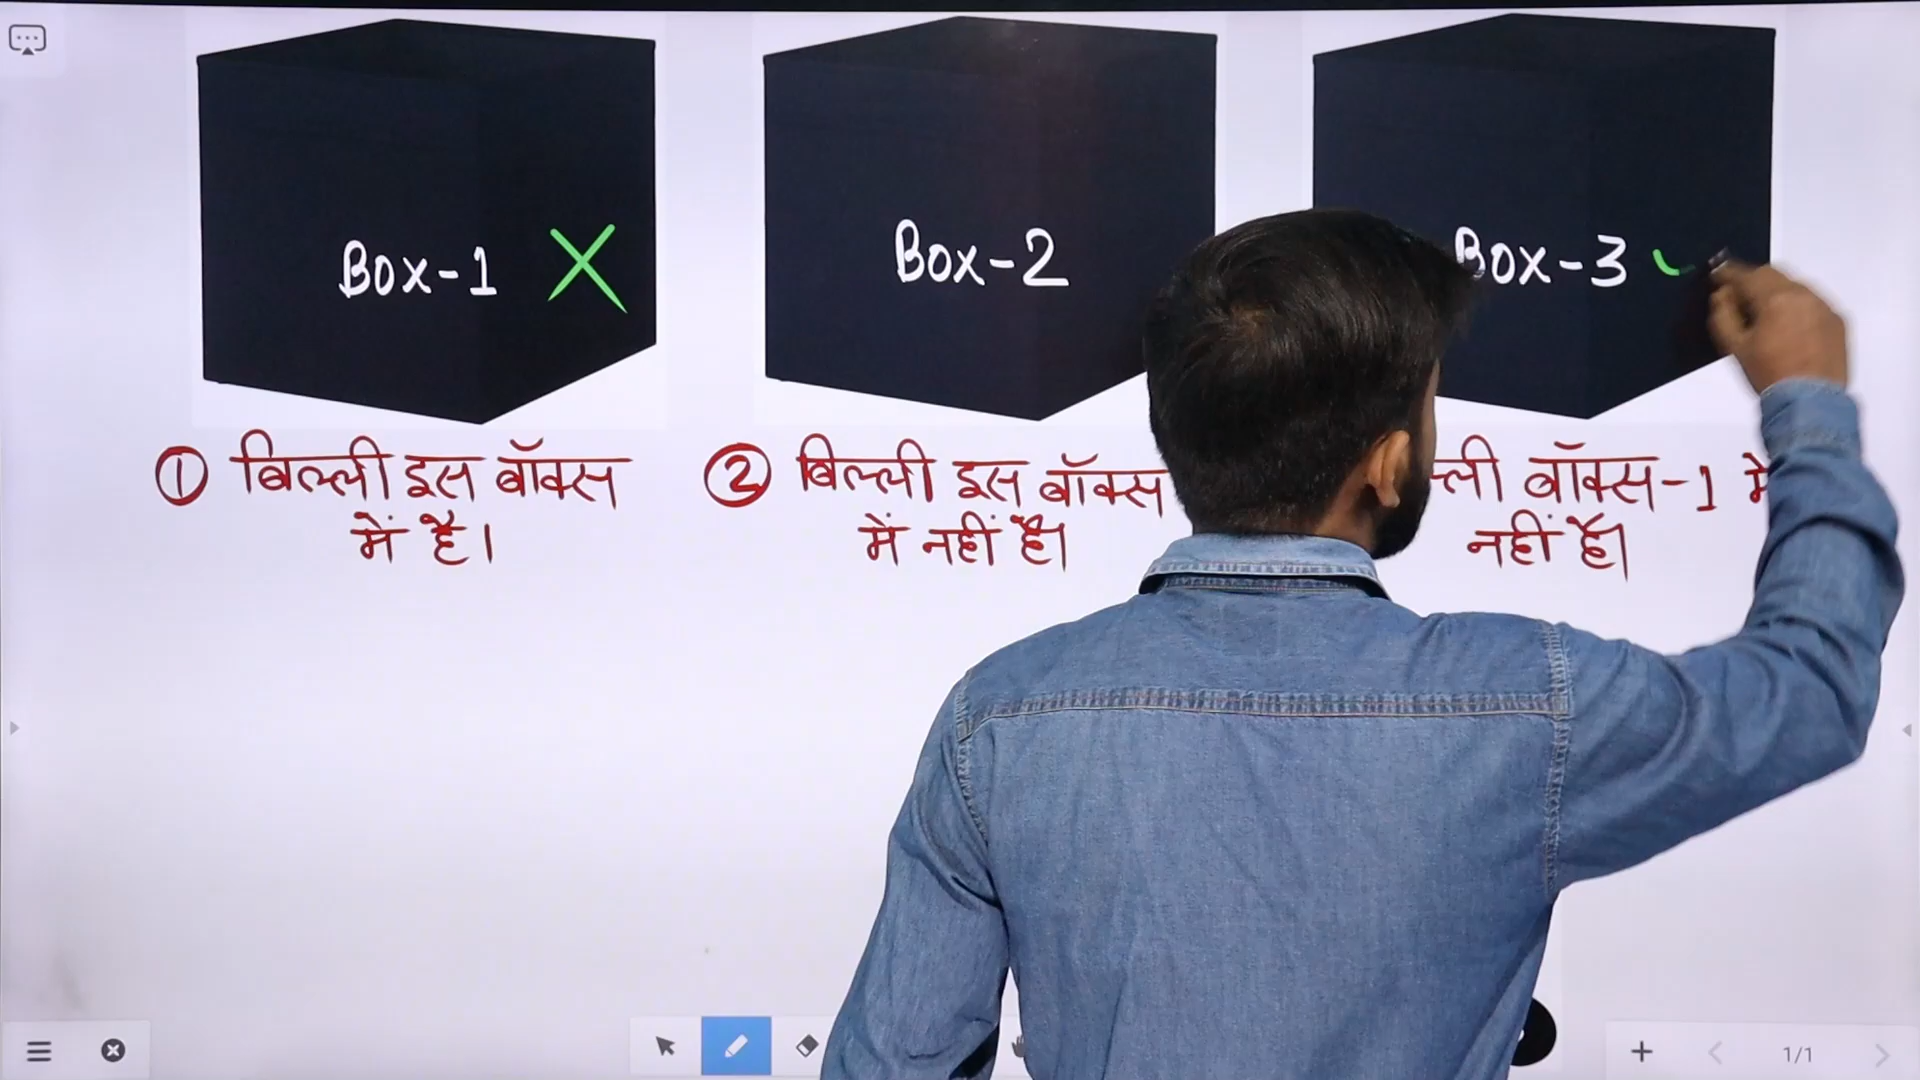 Box-1
Box-2
Box-3
① बिल्ली इस बॉक्स
में है।
② बिल्ली इस बॉक्स
में नहीं है।
बॉक्स-1
नहीं है।
1/1